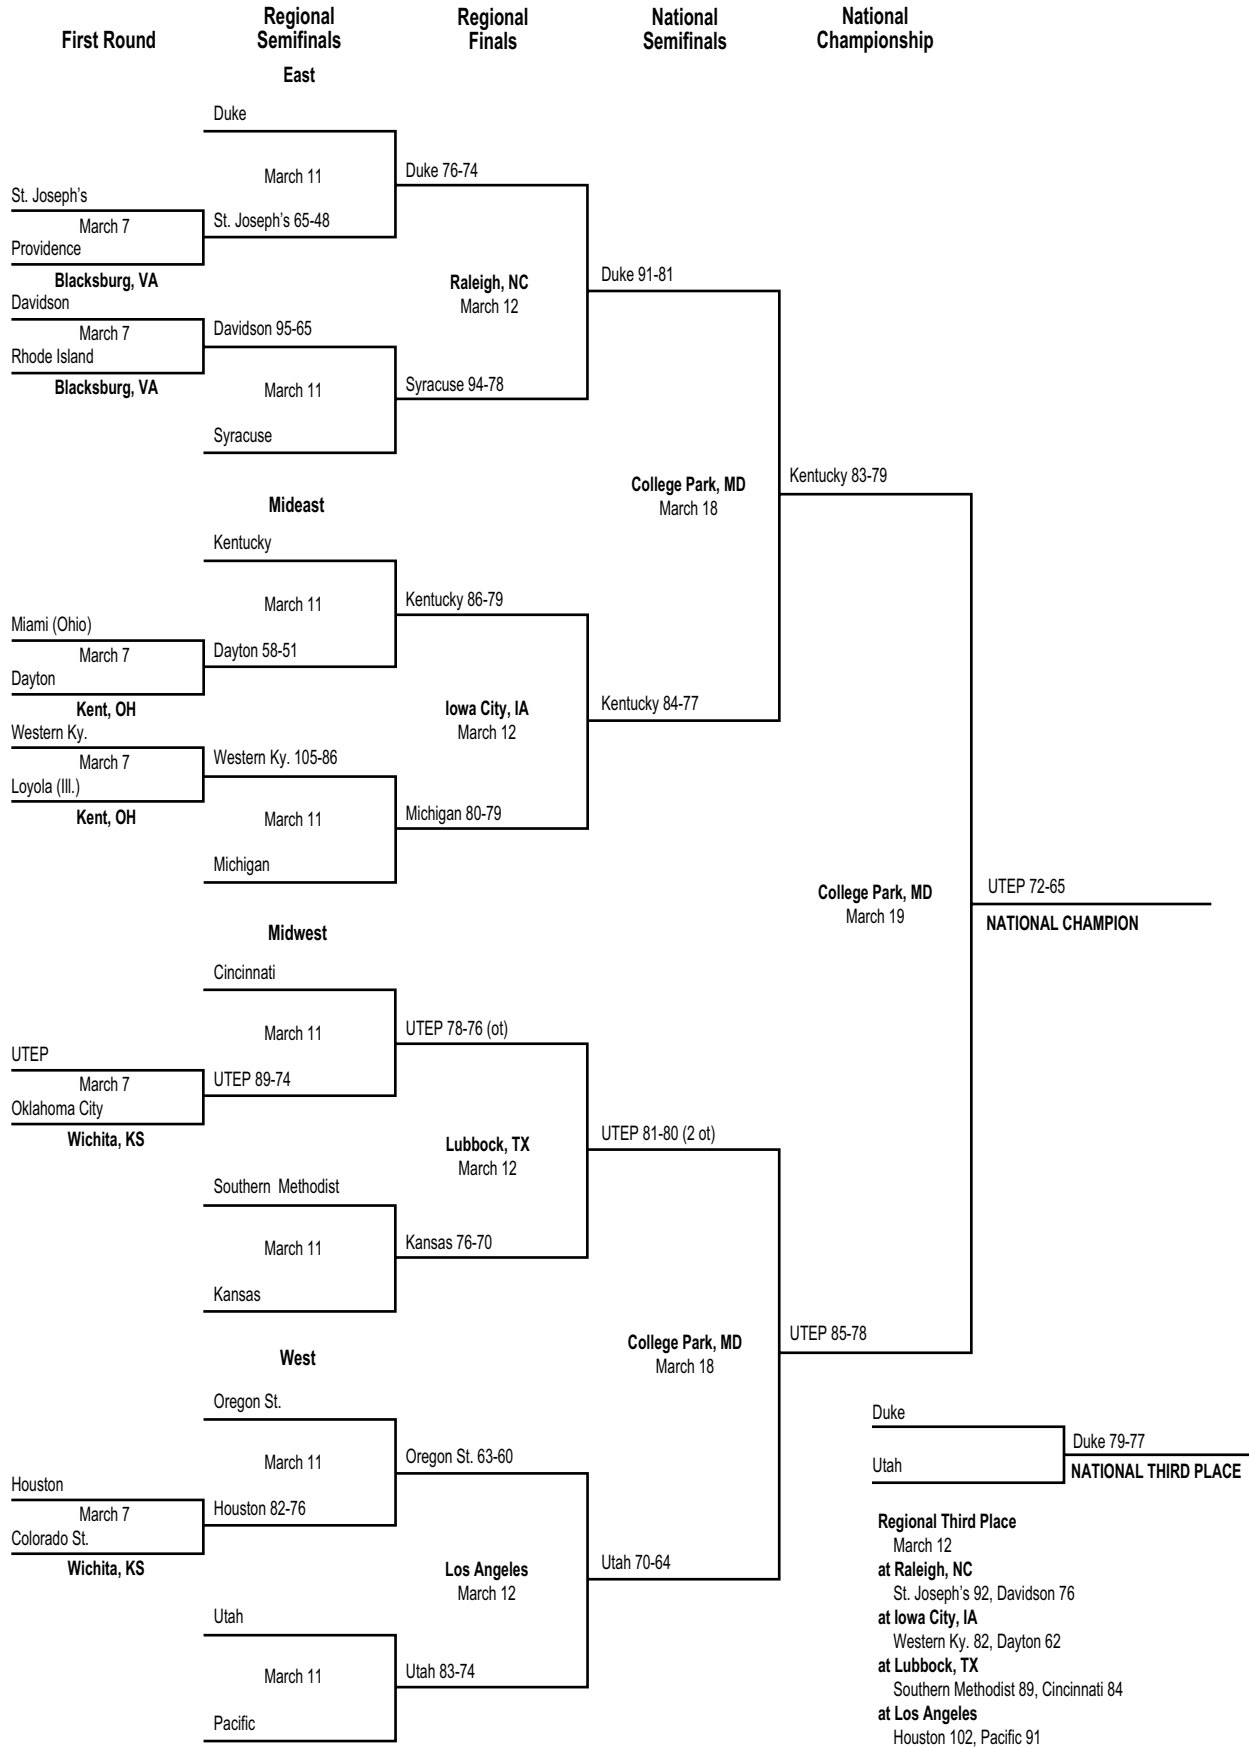 Regional
Semifinals
Regional
Finals
National
Semifinals
National
Championship
First Round
East
Duke
March 11
Duke 76-74
St. Joseph's
March 7
St. Joseph's 65-48
Providence
Blacksburg, VA
Raleigh, NC
March 12
Duke 91-81
Davidson
March 7
Davidson 95-65
Rhode Island
Blacksburg, VA
March 11
Syracuse 94-78
Syracuse
College Park, MD
March 18
Kentucky 83-79
Mideast
Kentucky
March 11
Kentucky 86-79
Miami (Ohio)
March 7
Dayton 58-51
Dayton
Kent, OH
Iowa City, IA
March 12
Kentucky 84-77
Western Ky.
March 7
Western Ky. 105-86
Loyola (Ill.)
Kent, OH
March 11
Michigan 80-79
Michigan
College Park, MD
March 19
UTEP 72-65
NATIONAL CHAMPION
Midwest
Cincinnati
March 11
UTEP 78-76 (ot)
UTEP
March 7
UTEP 89-74
Oklahoma City
Wichita, KS
Lubbock, TX
March 12
UTEP 81-80 (2 ot)
Southern  Methodist
March 11
Kansas 76-70
Kansas
College Park, MD
March 18
UTEP 85-78
West
Oregon St.
March 11
Oregon St. 63-60
Houston
March 7
Houston 82-76
Colorado St.
Wichita, KS
Los Angeles
March 12
Utah 70-64
Utah
March 11
Utah 83-74
Pacific
Duke
Duke 79-77
Utah
NATIONAL THIRD PLACE
Regional Third Place
March 12
at Raleigh, NC
St. Joseph's 92, Davidson 76
at Iowa City, IA
Western Ky. 82, Dayton 62
at Lubbock, TX
Southern Methodist 89, Cincinnati 84
at Los Angeles
Houston 102, Pacific 91